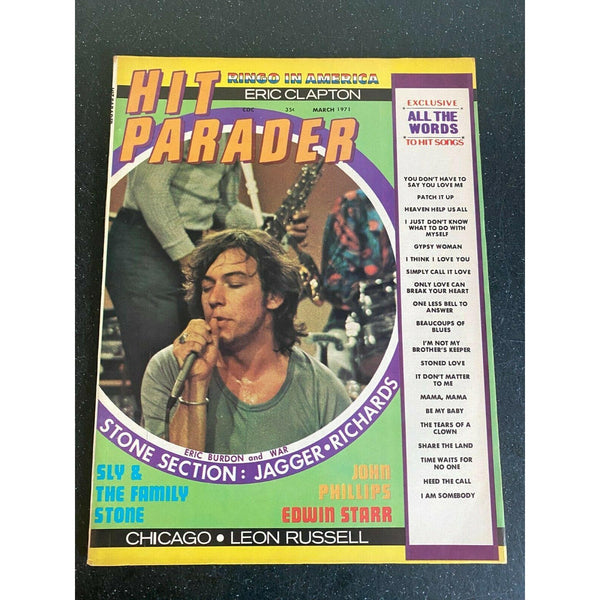 RINGO IN AMERICA
ERIC CLAPTON
HIT
PARADER
CDC 35¢ MARCH 1971
ERIC BURDON and WAR
STONE SECTION: JAGGER • RICHARDS
SLY &
THE FAMILY
STONE
JOHN
PHILLIPS
EDWIN STARR
CHICAGO • LEON RUSSELL
EXCLUSIVE
ALL THE
WORDS
TO HIT SONGS
YOU DON'T HAVE TO
SAY YOU LOVE ME
PATCH IT UP
HEAVEN HELP US ALL
I JUST DON'T KNOW
WHAT TO DO WITH
MYSELF
GYPSY WOMAN
I THINK I LOVE YOU
SIMPLY CALL IT LOVE
ONLY LOVE CAN
BREAK YOUR HEART
ONE LESS BELL TO
ANSWER
BEAUCOUPS OF
BLUES
I'M NOT MY
BROTHER'S KEEPER
STONED LOVE
IT DON'T MATTER
TO ME
MAMA, MAMA
BE MY BABY
THE TEARS OF A
CLOWN
SHARE THE LAND
TIME WAITS FOR
NO ONE
HEED THE CALL
I AM SOMEBODY